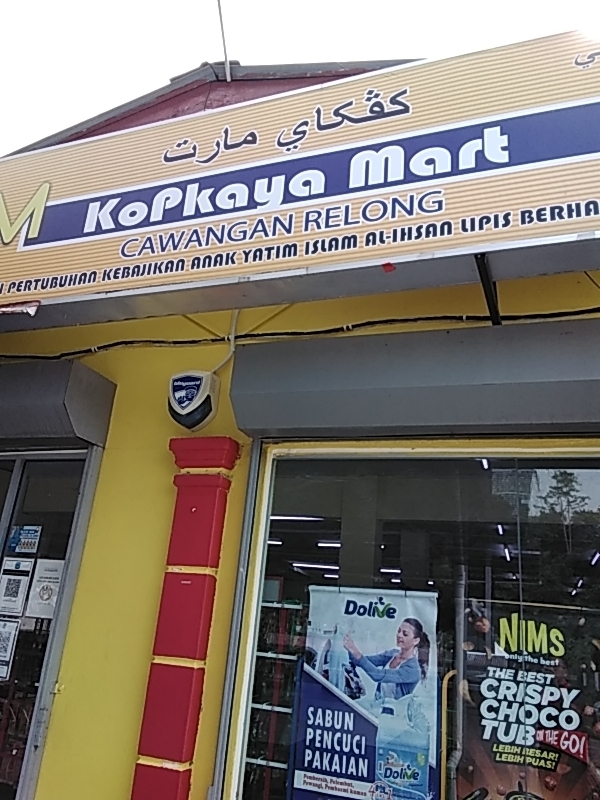 كڤكاي مارت
M
KoPkaya Mart
CAWANGAN RELONG
PERTUBUHAN KEBAJIKAN ANAK YATIM ISLAM AL-IHSAN LIPIS BERHA
Dolive
SABUN
PENCUCI
PAKAIAN
Dolive
NIMs
only the best
THE BEST
CRISPY
CHOCO
TUB ON THE GO!
LEBIH BESAR!
LEBIH PUAS!